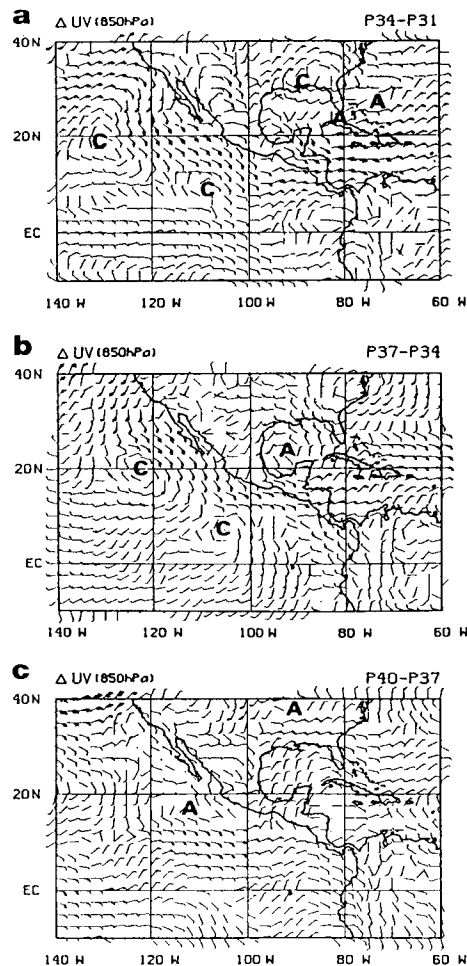 a
Δ UV (850hPa) P34-P31
40N
C
A
A
20N
C
C
EC
140 W 120 W 100 W 80 W 60 W
b
Δ UV (850hPa) P37-P34
40N
A
20N
C
C
EC
140 W 120 W 100 W 80 W 60 W
c
Δ UV (850hPa) P40-P37
40N
A
20N
A
EC
140 W 120 W 100 W 80 W 60 W